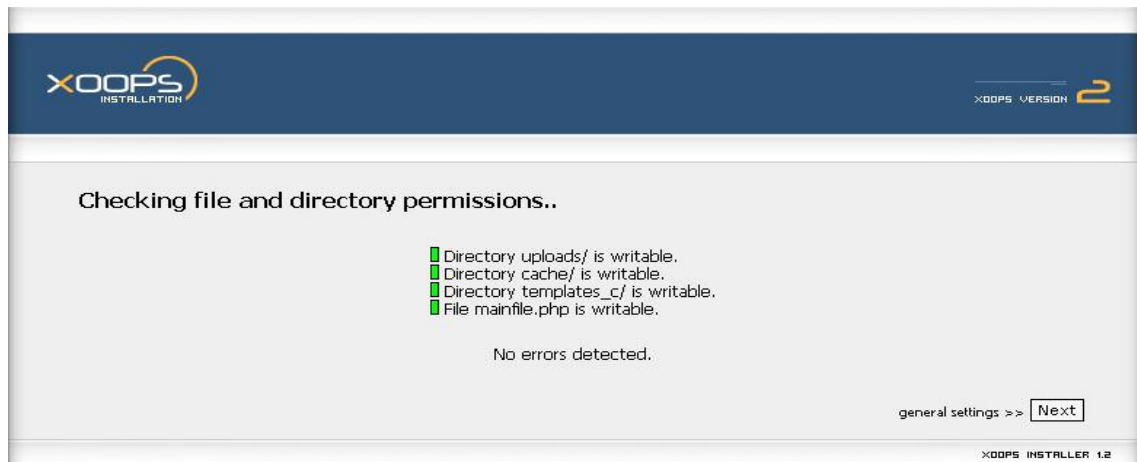 XOOPS
INSTALLATION
XOOPS VERSION 2
Checking file and directory permissions..
Directory uploads/ is writable.
Directory cache/ is writable.
Directory templates_c/ is writable.
File mainfile.php is writable.
No errors detected.
general settings >> Next
XOOPS INSTALLER 1.2